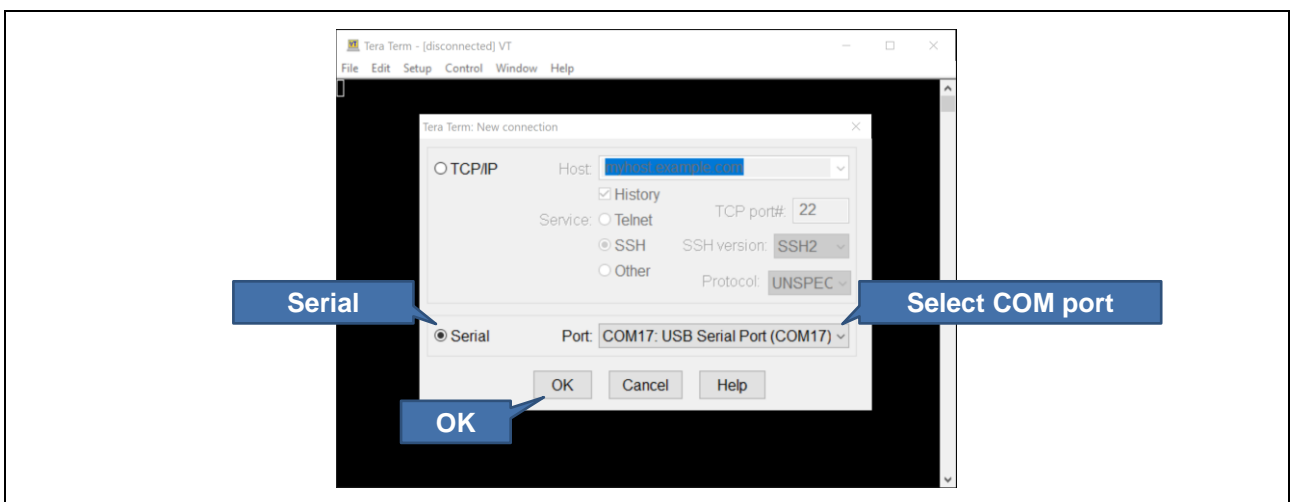 Tera Term - [disconnected] VT
File Edit Setup Control Window Help
Tera Term: New connection
TCP/IP Host: myhost.example.com
History
Service: Telnet TCP port#: 22
SSH SSH version: SSH2
Other Protocol: UNSPEC
Serial Select COM port
Serial Port: COM17: USB Serial Port (COM17)
OK Cancel Help
OK